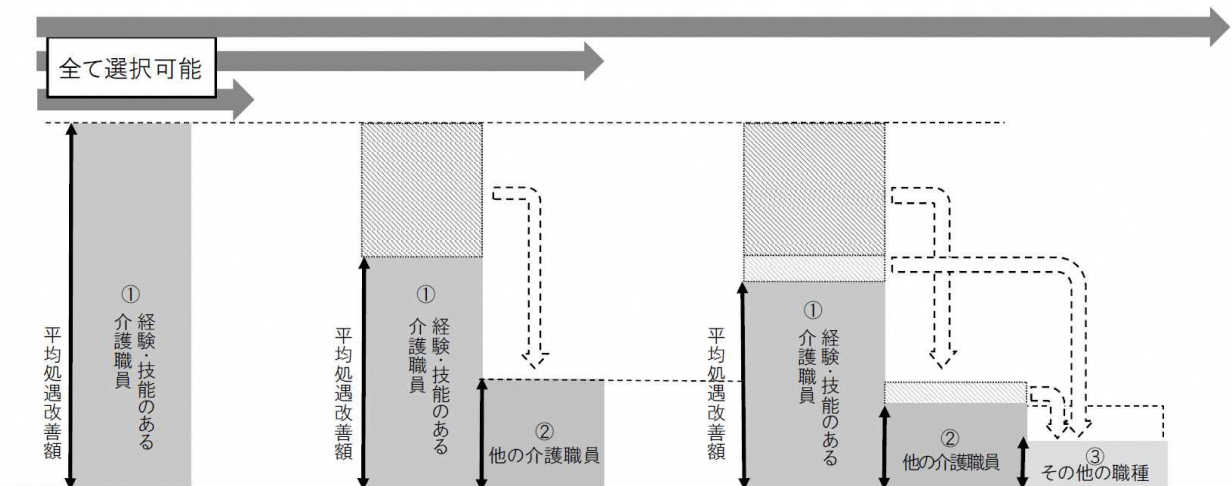 全て選択可能
平均処遇改善額
①
経験・技能のある
介護職員
平均処遇改善額
①
経験・技能のある
介護職員
②
他の介護職員
平均処遇改善額
①
経験・技能のある
介護職員
②
他の介護職員
③
その他の職種